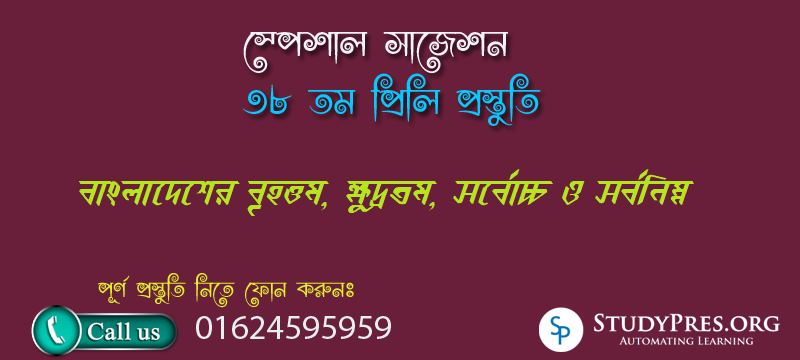 স্পেশাল সাজেশন
৩৮ তম প্রিলি প্রস্তুতি
বাংলাদেশের বৃহত্তম, ক্ষুদ্রতম, সর্বোচ্চ ও সর্বনিম্ন
পূর্ণ প্রস্তুতি নিতে ফোন করুনঃ
Call us 01624595959
SP STUDYPRES.ORG
AUTOMATING LEARNING